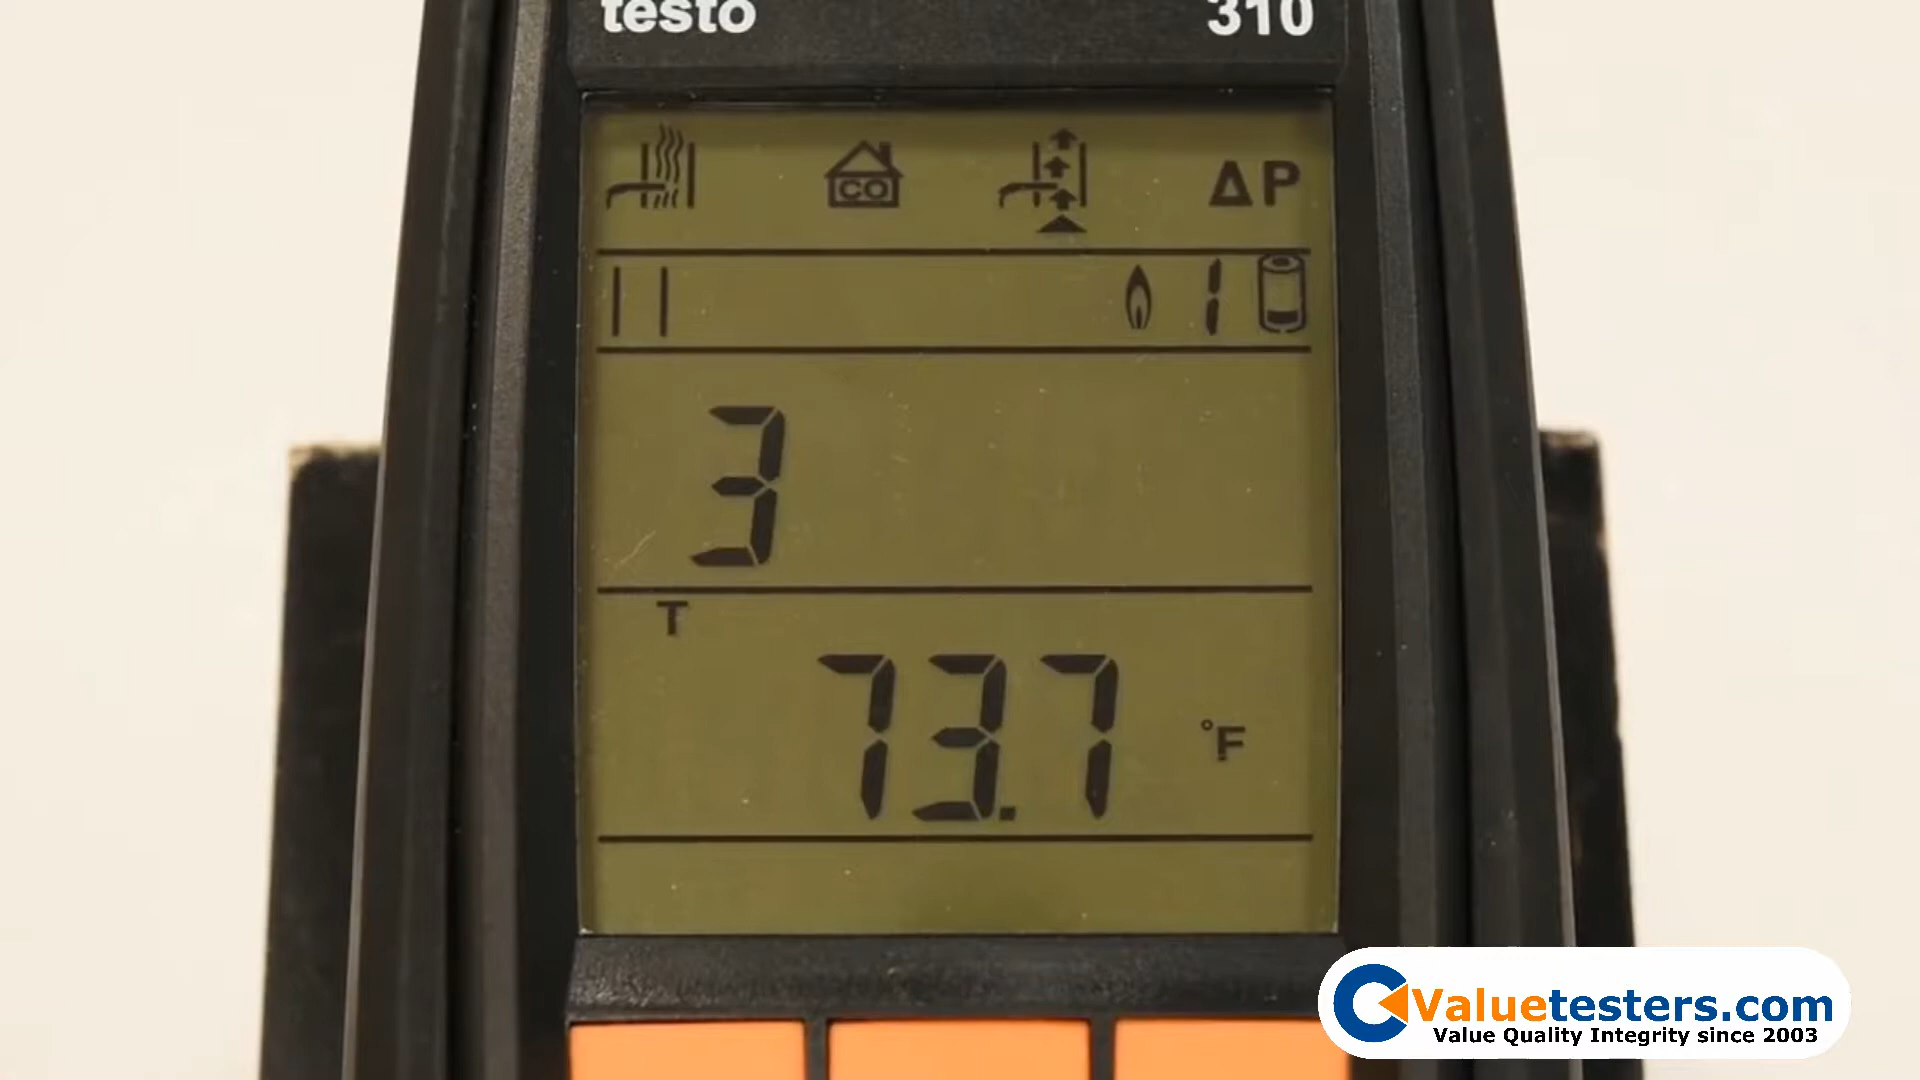 testo 310
CO ΔP
1
3
T
73.7 °F
Valuetesters.com
Value Quality Integrity since 2003